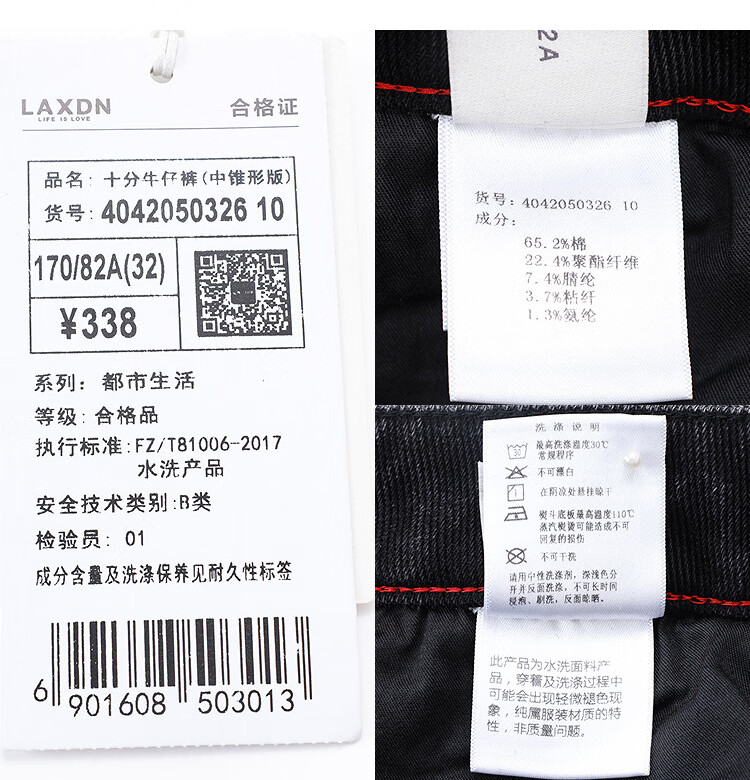 LAXDN
LIFE IS LOVE
合格证
品名: 十分牛仔裤(中锥形版)
货号: 4042050326 10
170/82A(32)
¥338
系列: 都市生活
等级: 合格品
执行标准: FZ/T81006-2017
水洗产品
安全技术类别: B类
检验员: 01
成分含量及洗涤保养见耐久性标签
6 901608 503013
2A
货号: 4042050326 10
成分:
65.2%棉
22.4%聚酯纤维
7.4%腈纶
3.7%粘纤
1.3%氨纶
洗涤说明
最高洗涤温度30℃
常规程序
不可漂白
在阴凉处悬挂晾干
熨斗底板最高温度110℃
蒸汽熨烫可能造成不可
回复的损伤
不可干洗
请用中性洗涤剂，深浅色分
开并反面洗涤，不可长时间
浸泡、刷洗，反面晾晒。
此产品为水洗面料产
品，穿着及洗涤过程中
可能会出现轻微褪色现
象，纯属服装材质的特
性，非质量问题。